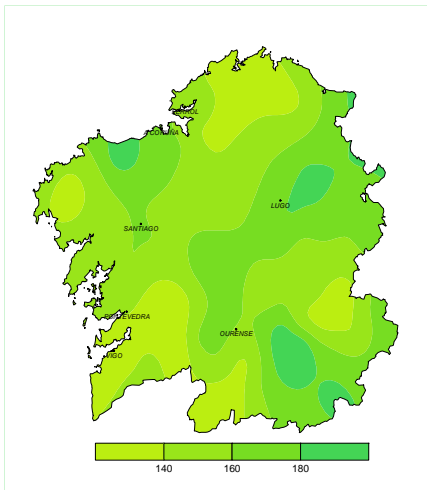 FERROL
A CORUÑA
LUGO
SANTIAGO
PONTEVEDRA
OURENSE
VIGO
140 160 180